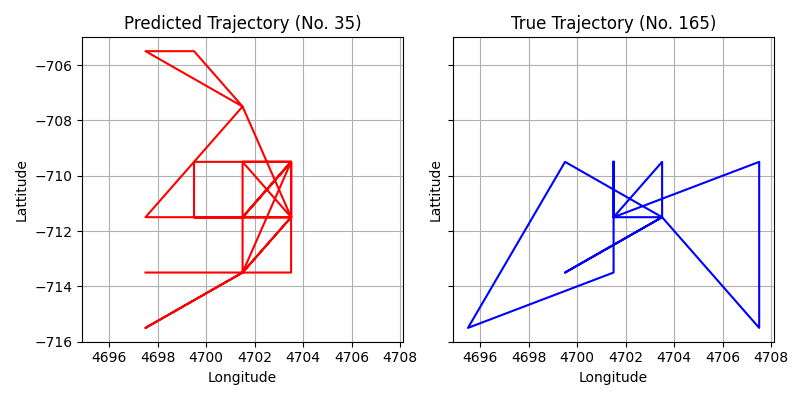 Predicted Trajectory (No. 35)
−706
−708
−710
−712
−714
−716
Lattitude
4696 4698 4700 4702 4704 4706 4708
Longitude
True Trajectory (No. 165)
Lattitude
4696 4698 4700 4702 4704 4706 4708
Longitude